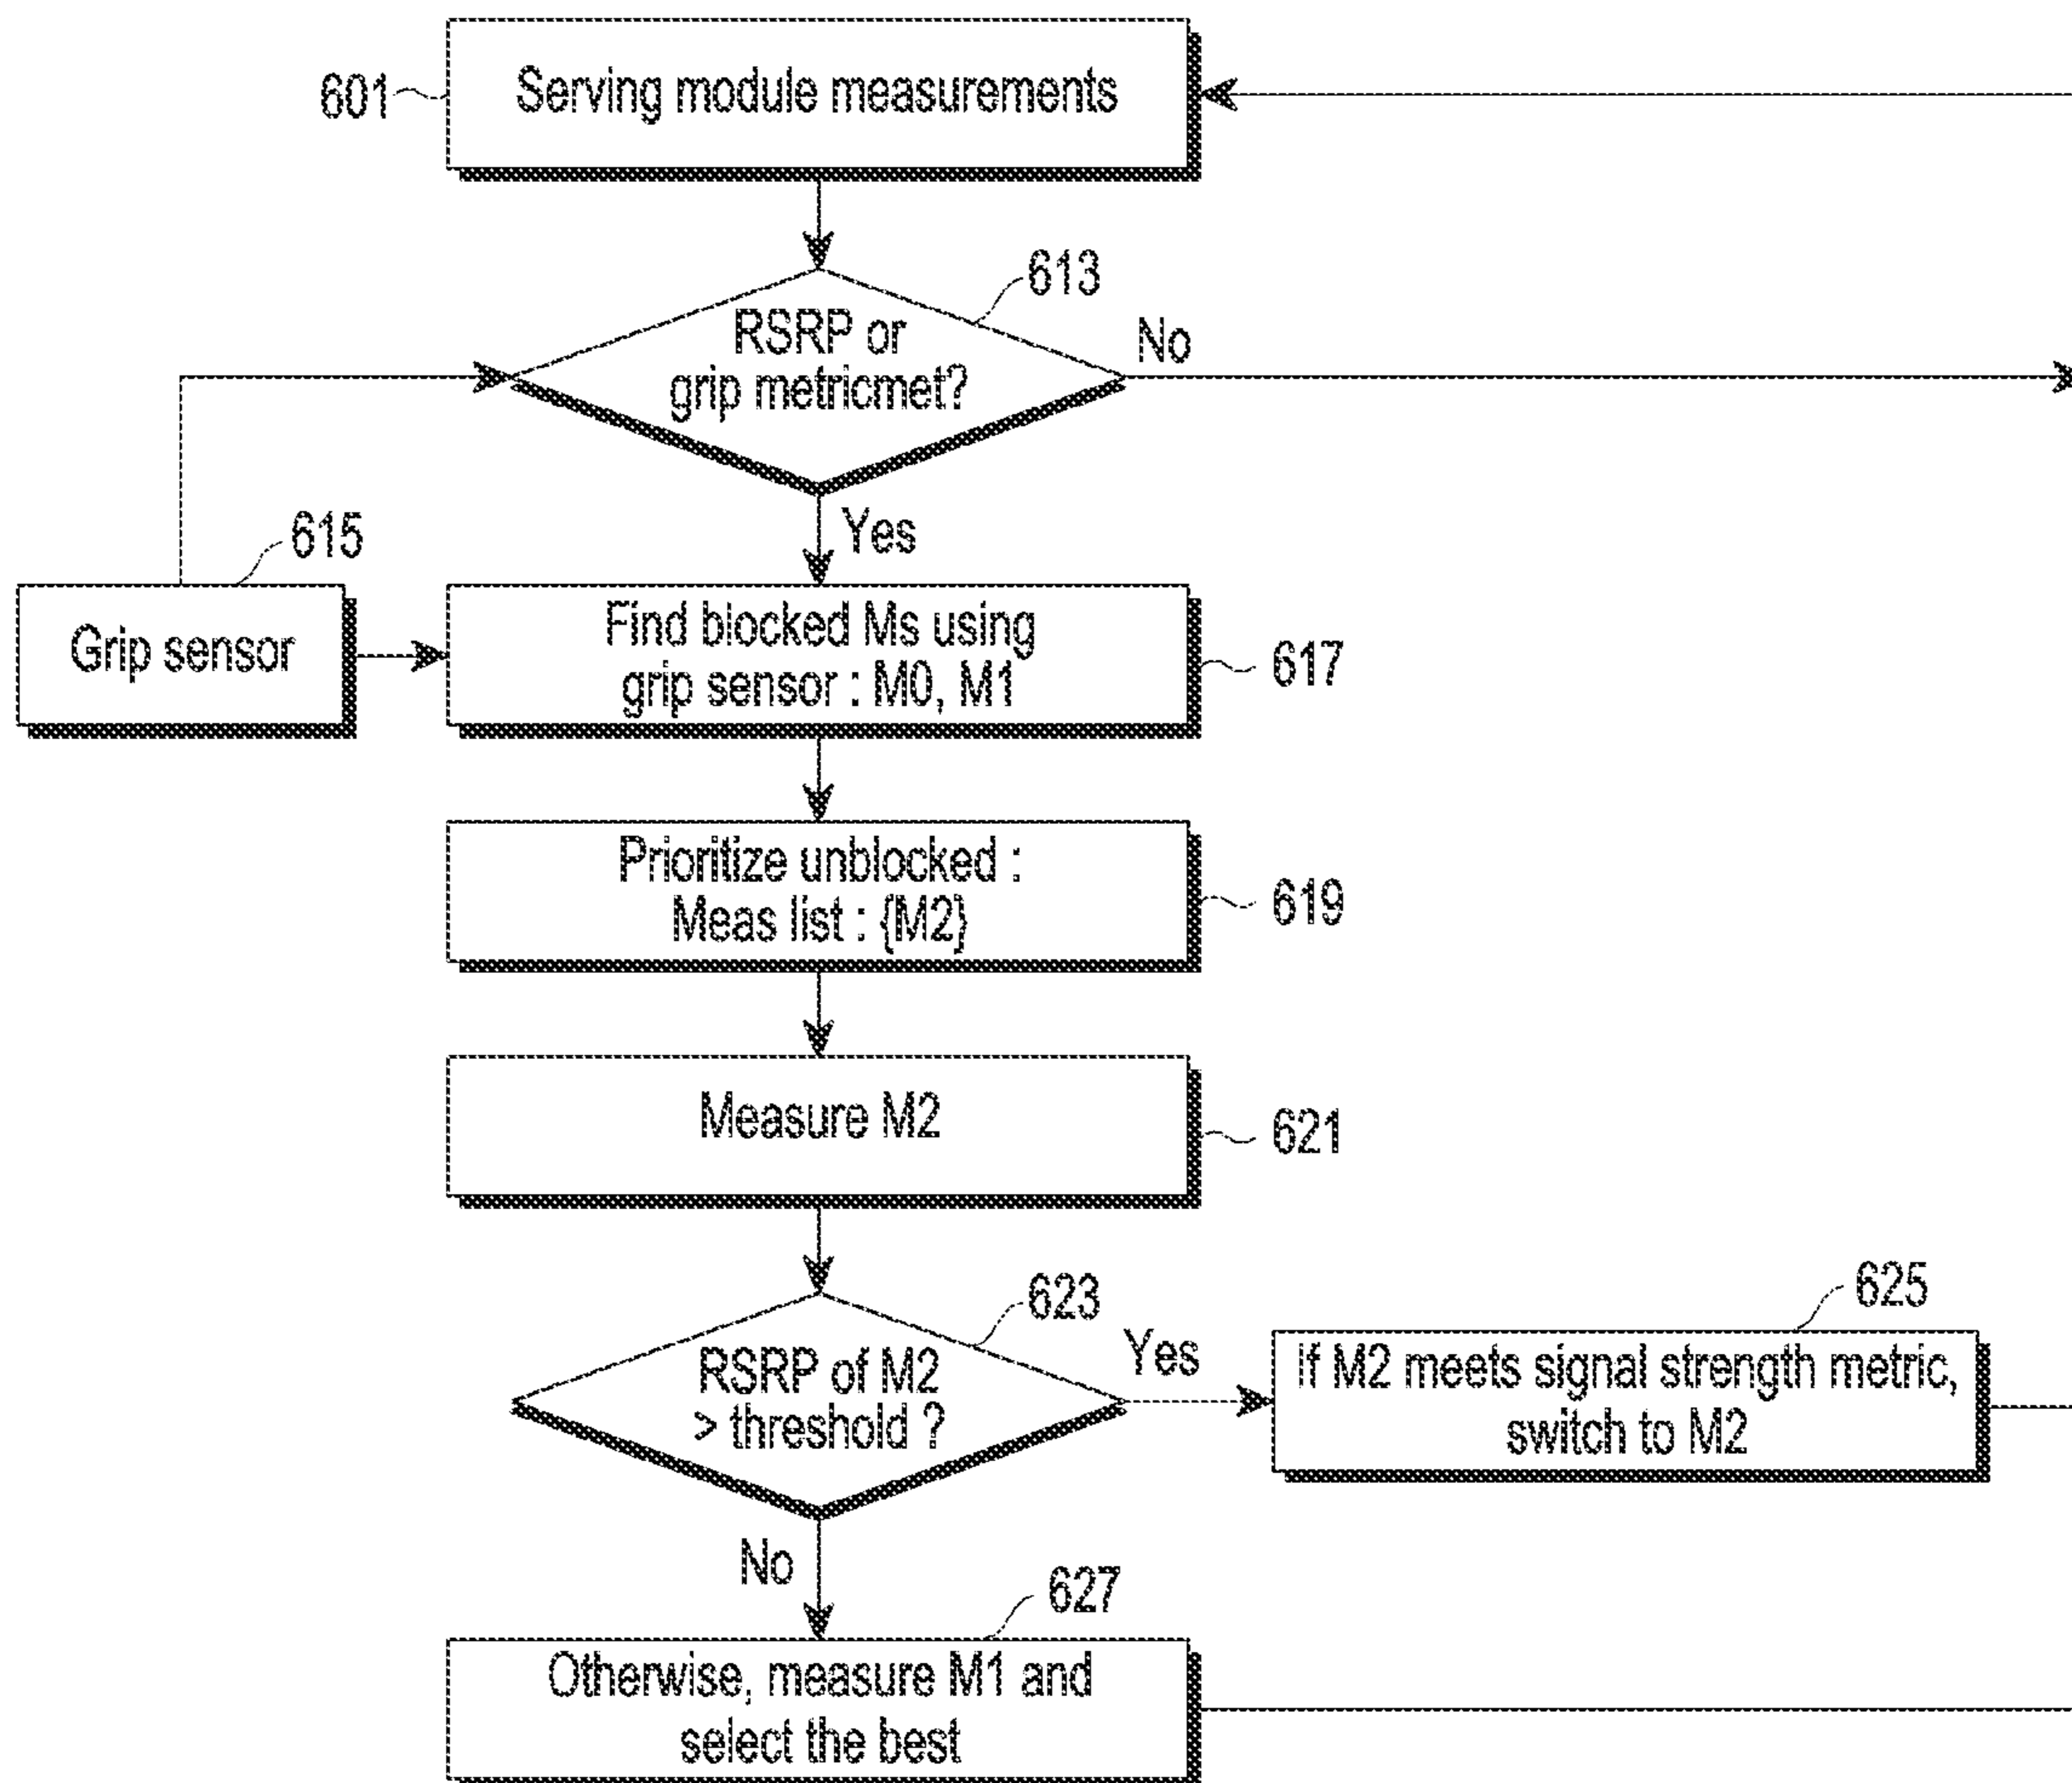 601
Serving module measurements
613
RSRP or
grip metricmet?
No
Yes
615
Grip sensor
Find blocked Ms using
grip sensor : M0, M1
617
Prioritize unblocked :
Meas list : {M2}
619
Measure M2
621
623
RSRP of M2
> threshold ?
Yes
625
if M2 meets signal strength metric,
switch to M2
No
627
Otherwise, measure M1 and
select the best